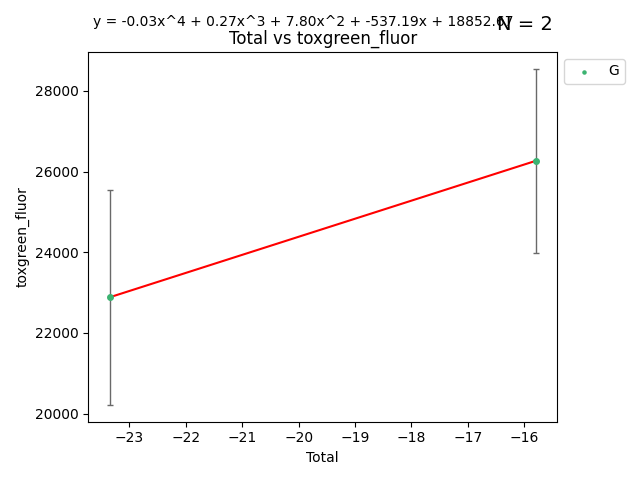 y = -0.03x^4 + 0.27x^3 + 7.80x^2 + -537.19x + 18852.67
N = 2
Total vs toxgreen_fluor
G
28000
26000
24000
22000
20000
toxgreen_fluor
−23
−22
−21
−20
−19
−18
−17
−16
Total